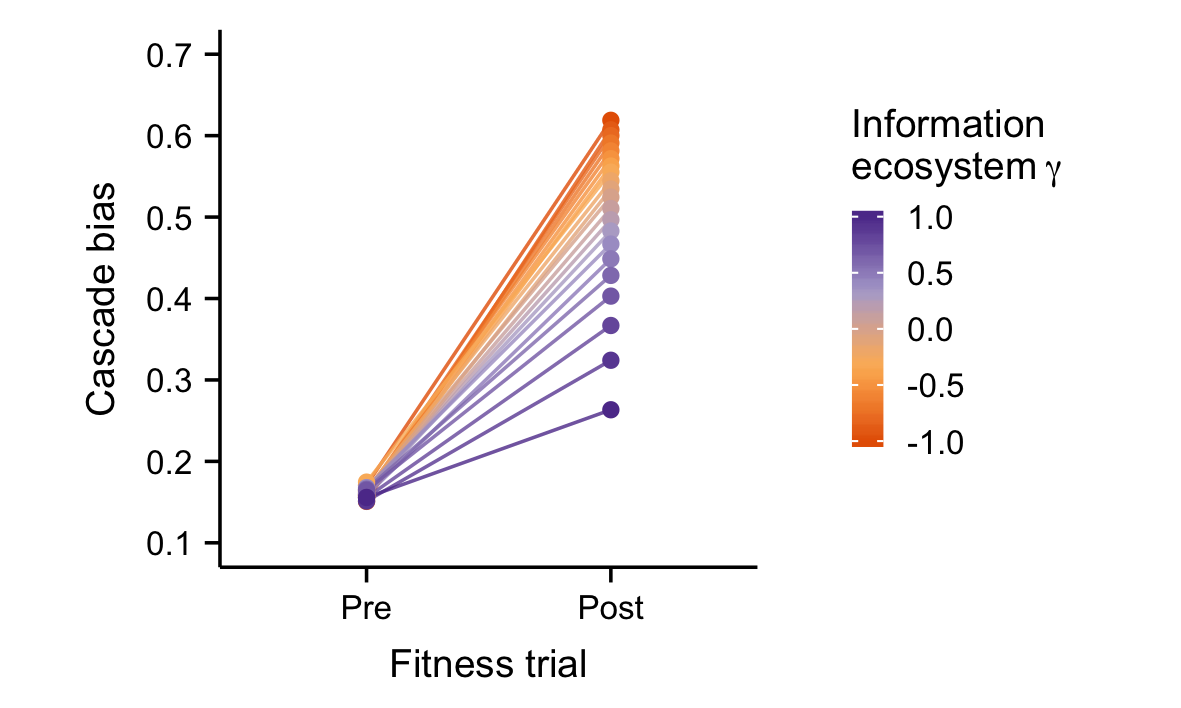 0.7
0.6
0.5
0.4
0.3
0.2
0.1
Cascade bias
Pre
Post
Fitness trial
Information
ecosystem γ
1.0
0.5
0.0
-0.5
-1.0